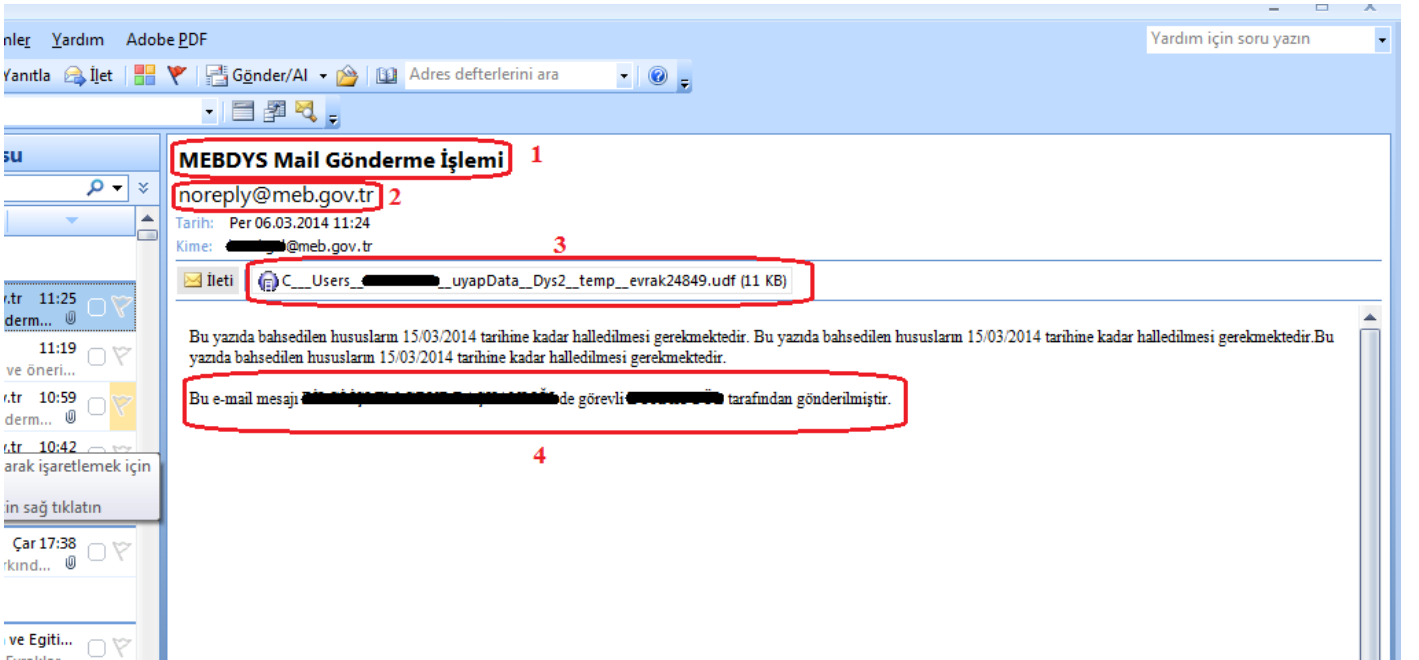 Yardım Adobe PDF
Yardım için soru yazın
Yanıtla İlet Gönder/Al Adres defterlerini ara
su
MEBDYS Mail Gönderme İşlemi 1
noreply@meb.gov.tr 2
Tarih: Per 06.03.2014 11:24
Kime: @meb.gov.tr
3
İleti C___Users__ __uyapData__Dys2__temp__evrak24849.udf (11 KB)
Bu yazıda bahsedilen hususların 15/03/2014 tarihine kadar halledilmesi gerekmektedir. Bu yazıda bahsedilen hususların 15/03/2014 tarihine kadar halledilmesi gerekmektedir.Bu
yazıda bahsedilen hususların 15/03/2014 tarihine kadar halledilmesi gerekmektedir.
Bu e-mail mesajı de görevli tarafından gönderilmiştir.
4
v.tr 11:25
derm...
11:19
ve öneri...
v.tr 10:59
derm...
v.tr 10:42
arak işaretlemek için
in sağ tıklatın
Çar 17:38
rkınd...
ve Egiti...